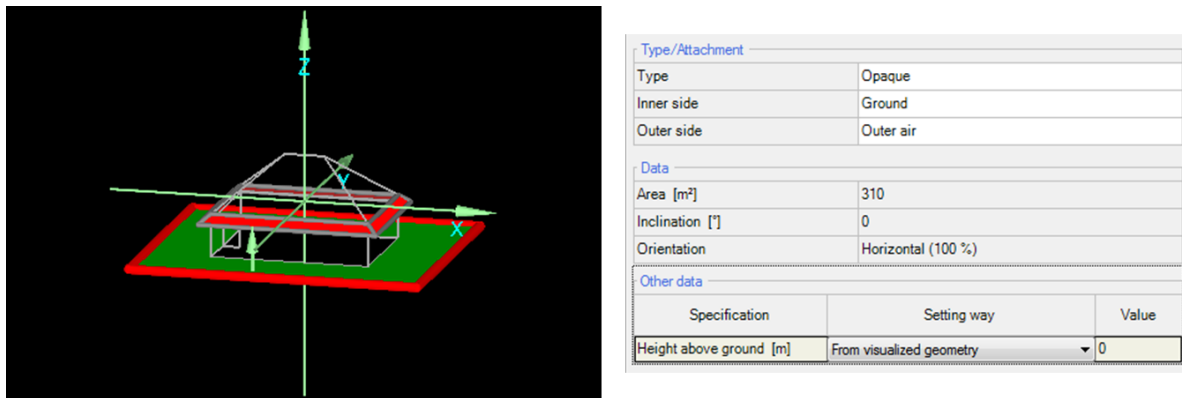 Z
Y
X
Type/Attachment
Type Opaque
Inner side Ground
Outer side Outer air
Data
Area [m²] 310
Inclination [°] 0
Orientation Horizontal (100 %)
Other data
Specification Setting way Value
Height above ground [m] From visualized geometry 0